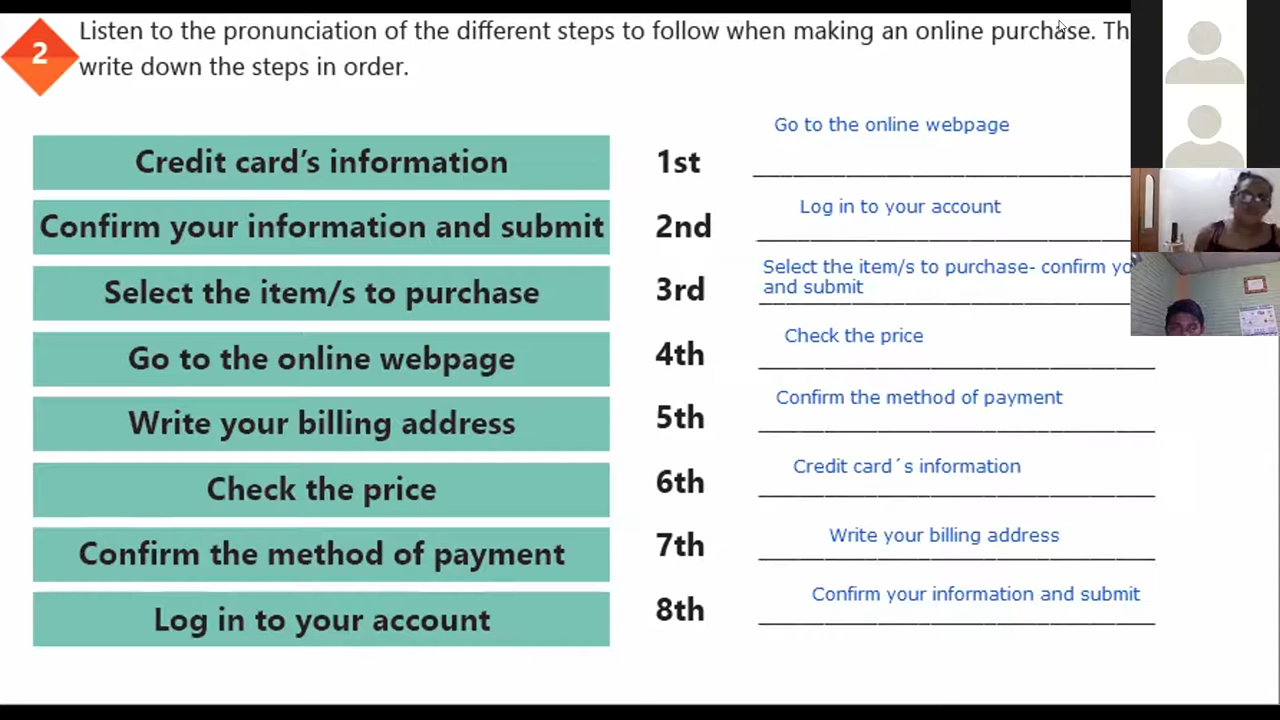 2
Listen to the pronunciation of the different steps to follow when making an online purchase.
write down the steps in order.
Credit card's information
Confirm your information and submit
Select the item/s to purchase
Go to the online webpage
Write your billing address
Check the price
Confirm the method of payment
Log in to your account
1st Go to the online webpage
2nd Log in to your account
3rd Select the item/s to purchase- confirm
and submit
4th Check the price
5th Confirm the method of payment
6th Credit card´s information
7th Write your billing address
8th Confirm your information and submit